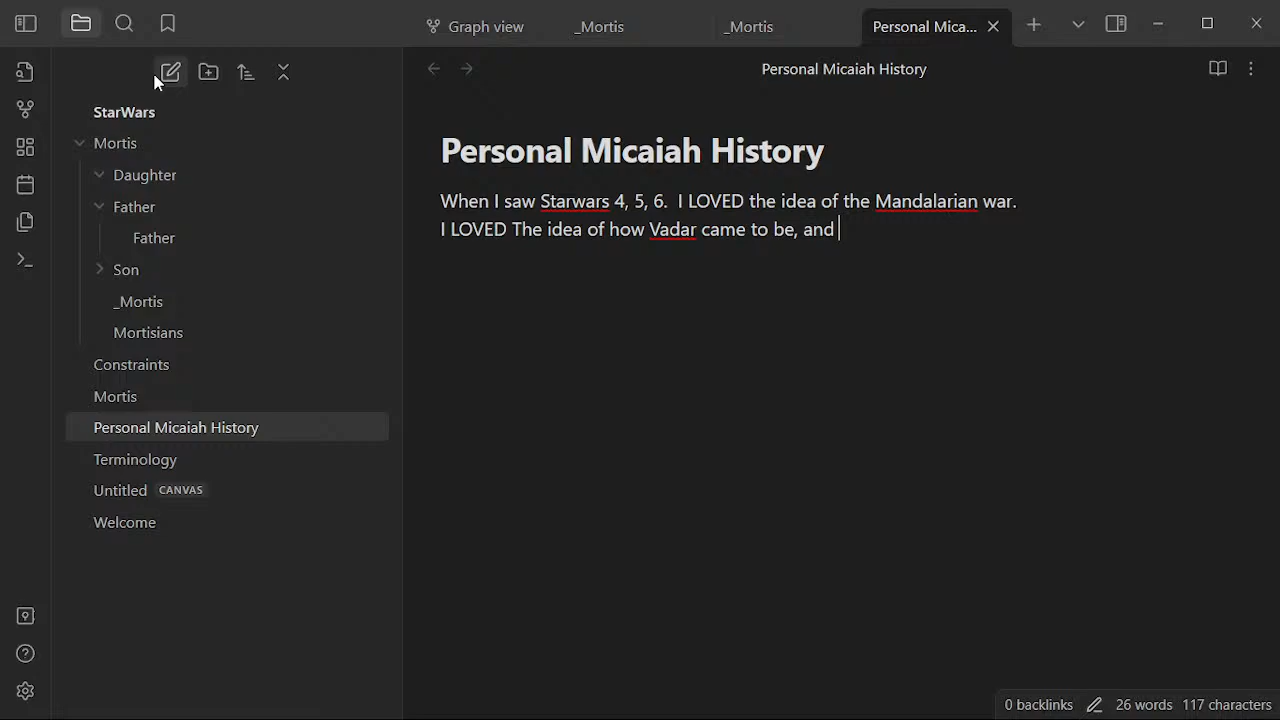 Graph view
_Mortis
_Mortis
Personal Mica...
Personal Micaiah History
StarWars
Mortis
Daughter
Father
Father
Son
_Mortis
Mortisians
Constraints
Mortis
Personal Micaiah History
Terminology
Untitled CANVAS
Welcome
Personal Micaiah History
When I saw Starwars 4, 5, 6.  I LOVED the idea of the Mandalarian war.
I LOVED The idea of how Vadar came to be, and
0 backlinks 26 words 117 characters